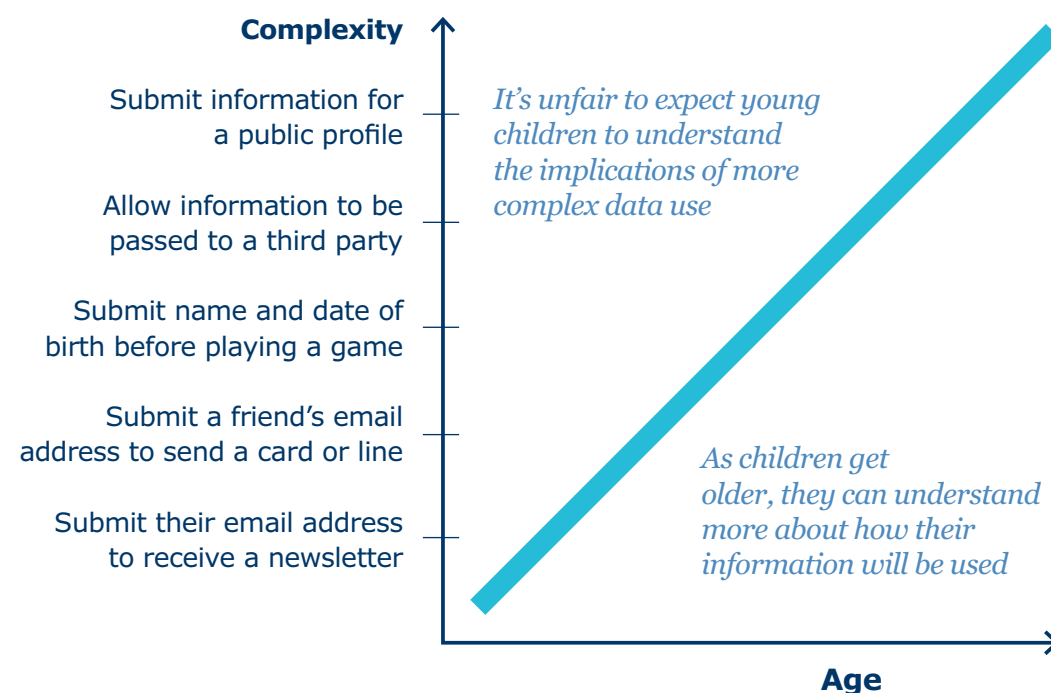 Complexity
Submit information for
a public profile
Allow information to be
passed to a third party
Submit name and date of
birth before playing a game
Submit a friend’s email
address to send a card or line
Submit their email address
to receive a newsletter
It’s unfair to expect young
children to understand
the implications of more
complex data use
As children get
older, they can understand
more about how their
information will be used
Age